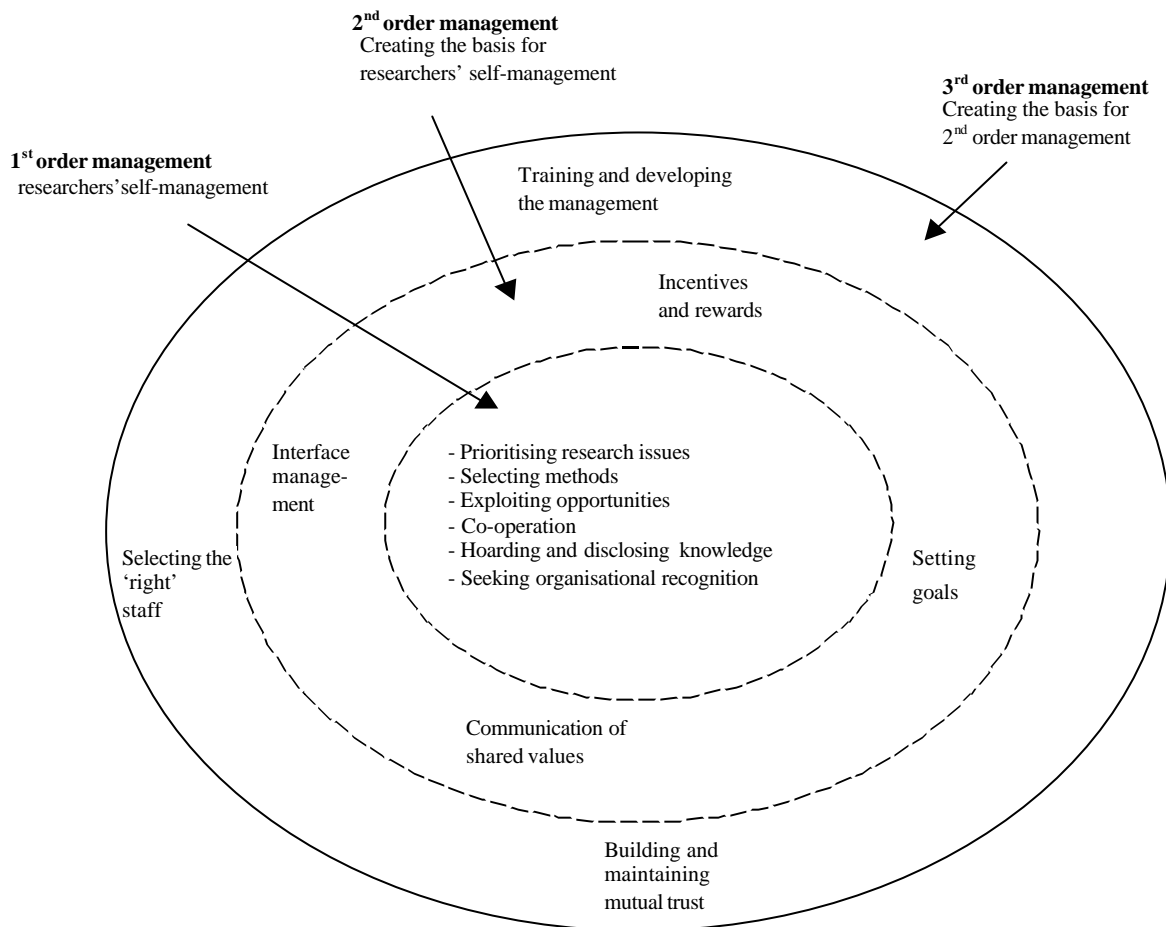 2nd order management
Creating the basis for
researchers' self-management
3rd order management
Creating the basis for
2nd order management
1st order management
researchers'self-management
Training and developing
the management
Incentives
and rewards
Interface
manage-
ment
- Prioritising research issues
- Selecting methods
- Exploiting opportunities
- Co-operation
- Hoarding and disclosing knowledge
- Seeking organisational recognition
Selecting the
‘right’
staff
Setting
goals
Communication of
shared values
Building and
maintaining
mutual trust